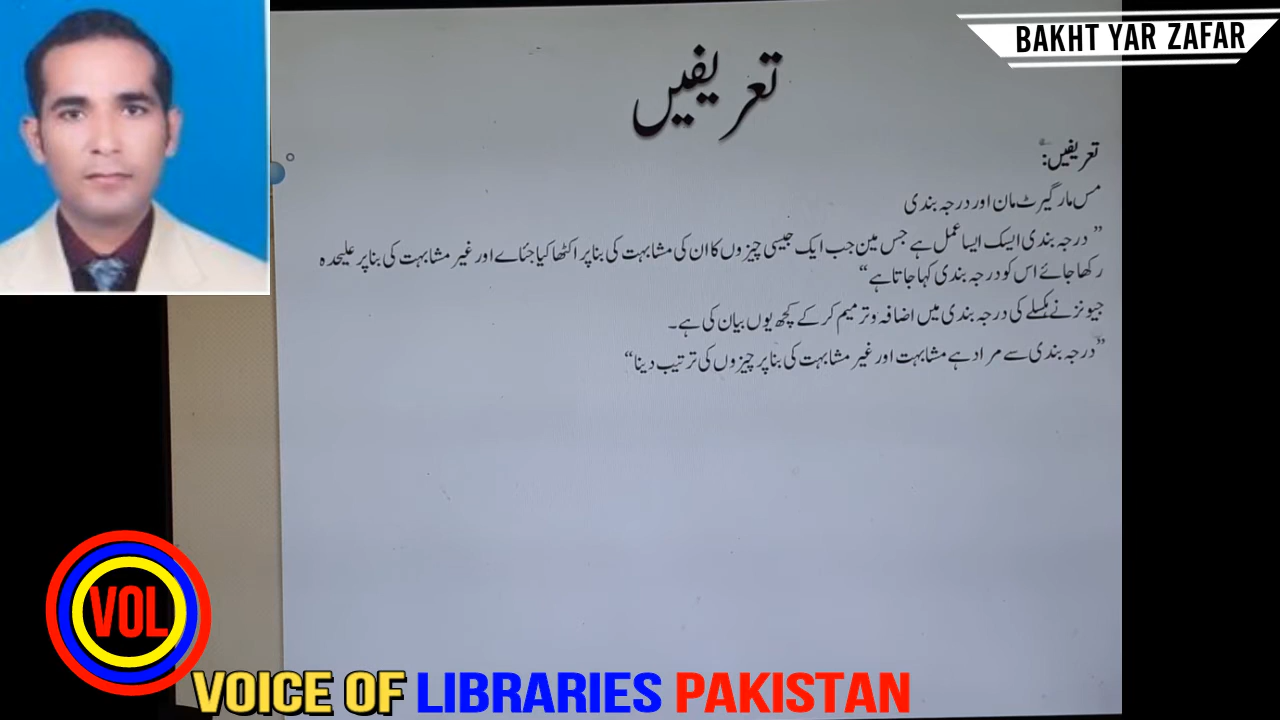 BAKHT YAR ZAFAR
تعریفیں
تعریفیں:
مس مارگیرٹ مان اور درجہ بندی
”درجہ بندی ایسک ایسا عمل ہے جس مین جب ایک جیسی چیزوں کا ان کی مشابہت کی بنا پر اکٹھا کیا جئاے اور غیر مشابہت کی بنا پر علیحدہ
رکھا جائے اس کو درجہ بندی کہا جاتا ہے“
جیونز نے ہکسلے کی درجہ بندی میں اضافہ و ترمیم کر کے کچھ یوں بیان کی ہے۔
”درجہ بندی سے مراد ہے مشابہت اور غیر مشابہت کی بنا پر چیزوں کی ترتیب دینا“
VOL
VOICE OF LIBRARIES PAKISTAN